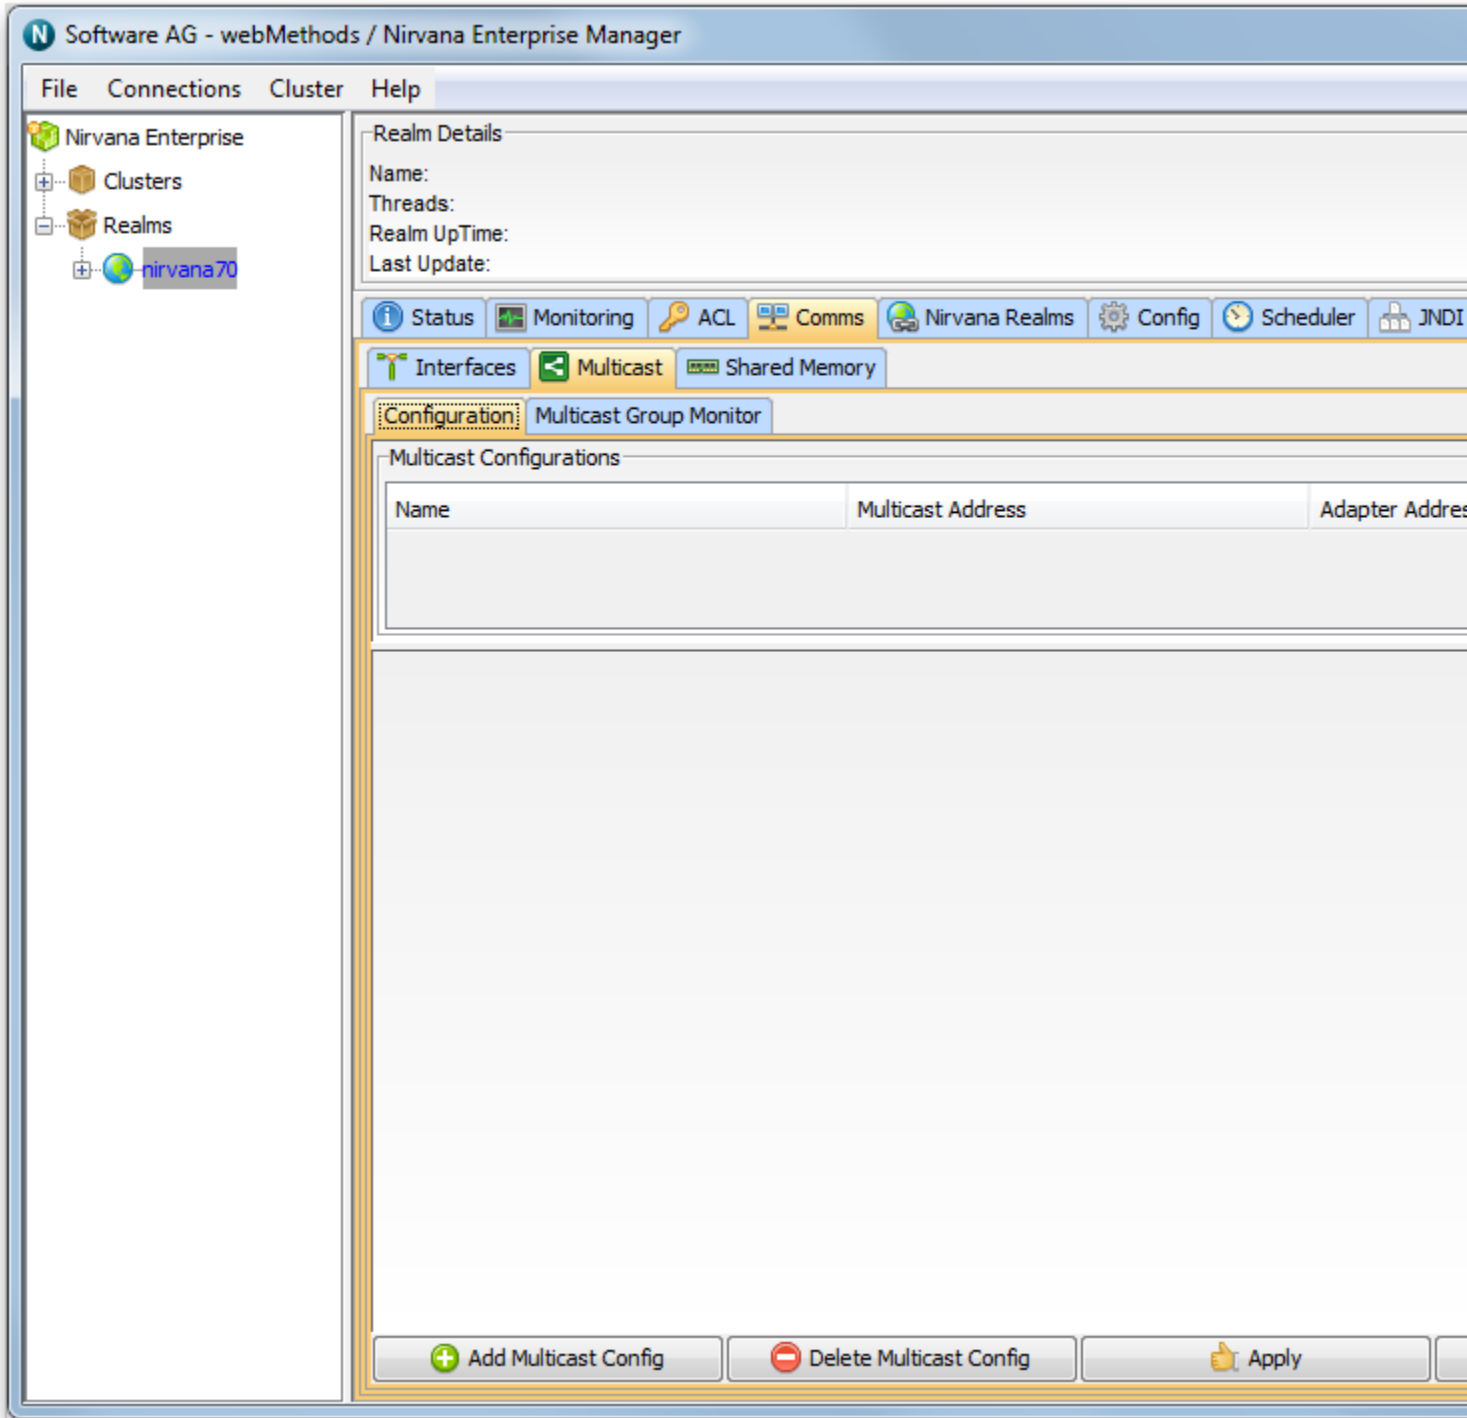 Software AG - webMethods / Nirvana Enterprise Manager
File Connections Cluster Help
Nirvana Enterprise
Clusters
Realms
nirvana70
Realm Details
Name:
Threads:
Realm UpTime:
Last Update:
Status Monitoring ACL Comms Nirvana Realms Config Scheduler JNDI
Interfaces Multicast Shared Memory
Configuration Multicast Group Monitor
Multicast Configurations
Name Multicast Address Adapter Addres
Add Multicast Config Delete Multicast Config Apply